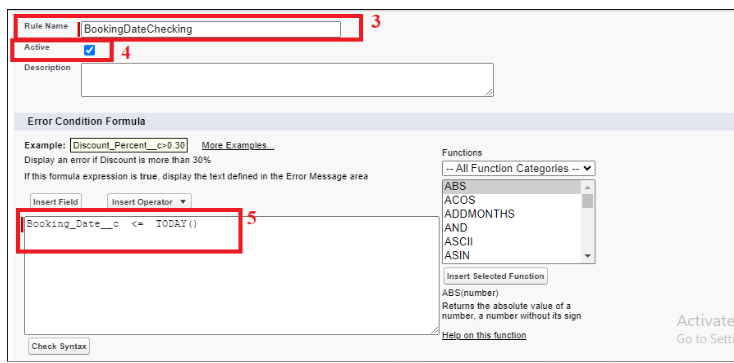 Rule Name BookingDateChecking 3
Active 4
Description
Error Condition Formula
Example: Discount_Percent__c>0.30 More Examples...
Display an error if Discount is more than 30%
If this formula expression is true, display the text defined in the Error Message area
Insert Field Insert Operator ▼
Booking_Date__c <= TODAY() 5
Check Syntax
Functions
-- All Function Categories --
ABS
ACOS
ADDMONTHS
AND
ASCII
ASIN
Insert Selected Function
ABS(number)
Returns the absolute value of a
number, a number without its sign
Help on this function
Activate
Go to Setti